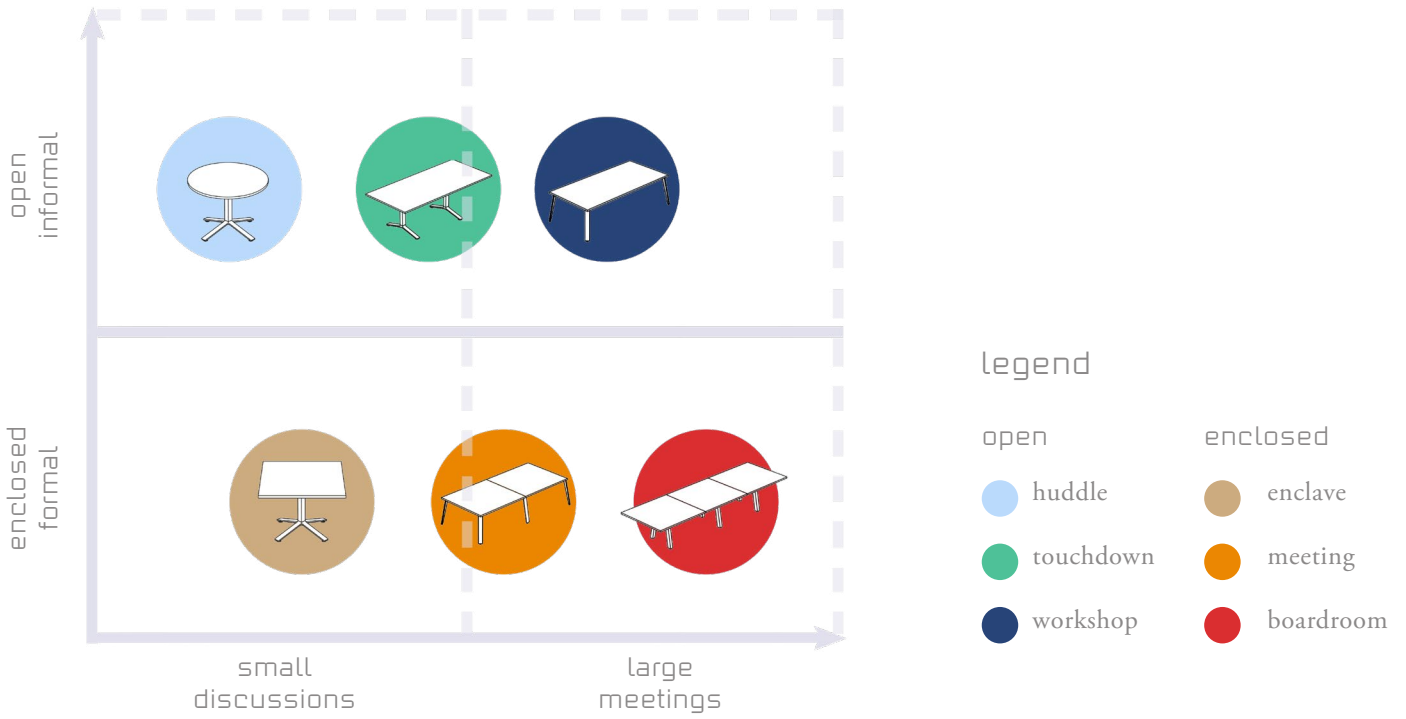 open
informal
enclosed
formal
small
discussions
large
meetings
legend
open
huddle
touchdown
workshop
enclosed
enclave
meeting
boardroom